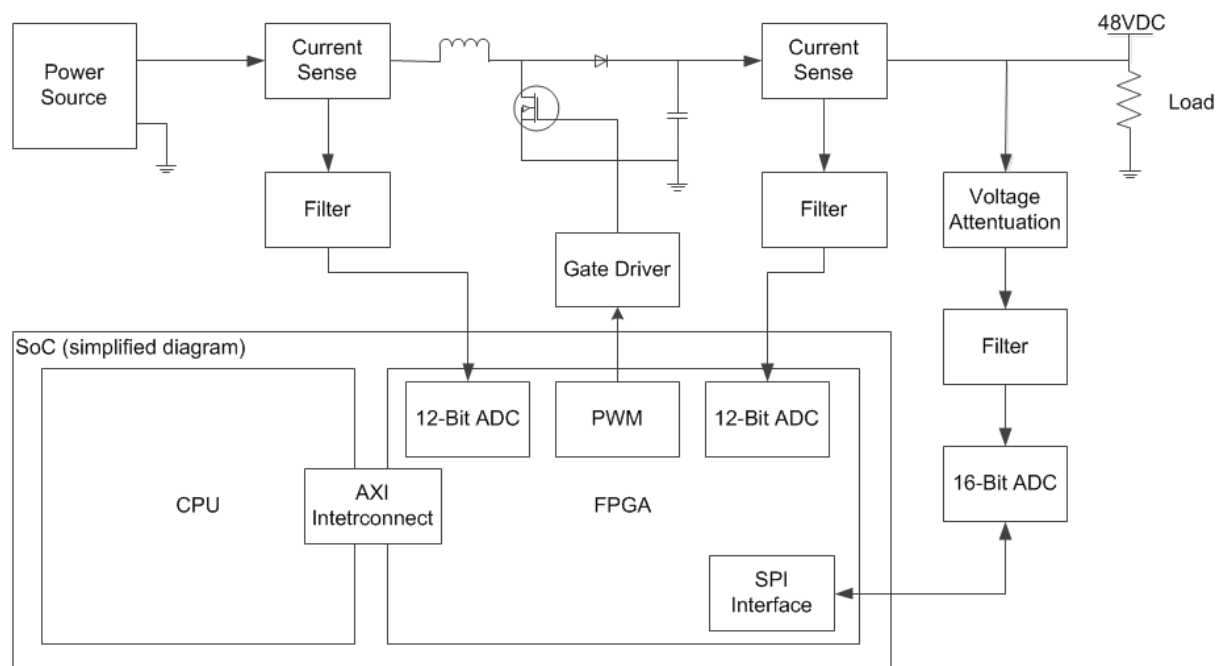 48VDC
Power
Source
Current
Sense
Current
Sense
Load
Filter
Filter
Voltage
Attentuation
Gate Driver
Filter
SoC (simplified diagram)
12-Bit ADC
PWM
12-Bit ADC
16-Bit ADC
CPU
AXI
Intetrconnect
FPGA
SPI
Interface